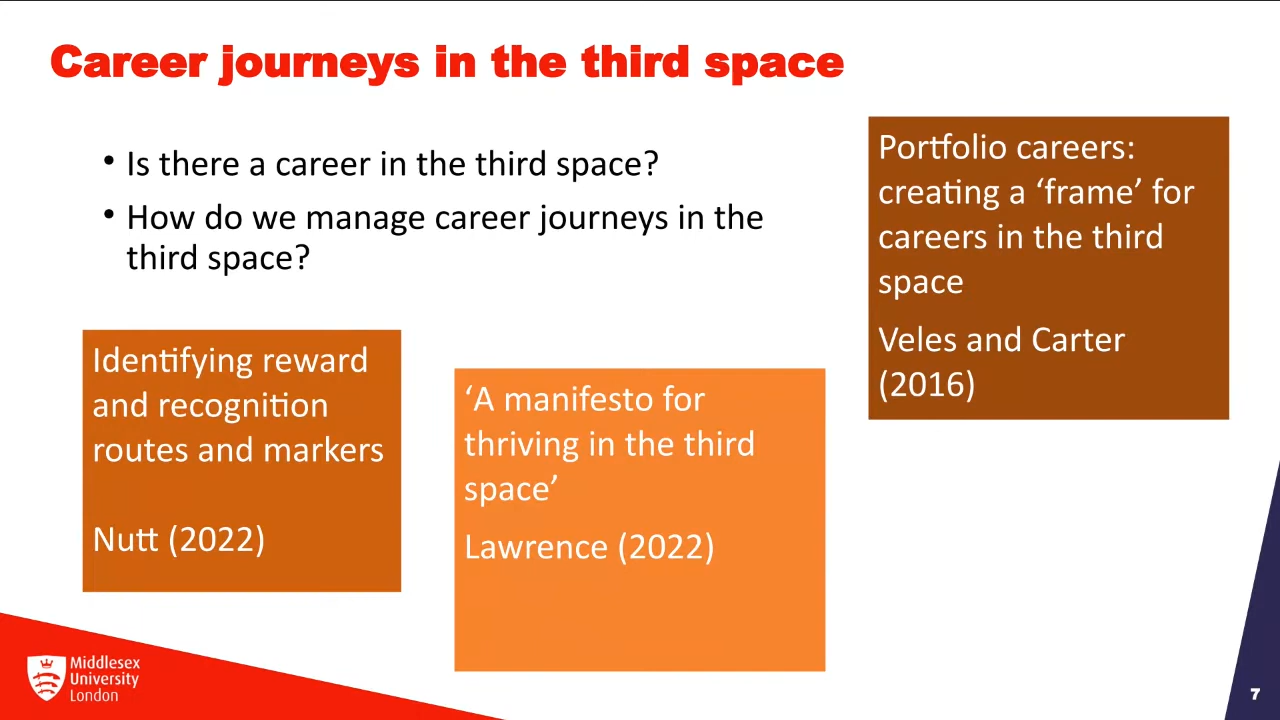 Career journeys in the third space
• Is there a career in the third space?
• How do we manage career journeys in the
third space?
Portfolio careers:
creating a ‘frame’ for
careers in the third
space
Veles and Carter
(2016)
Identifying reward
and recognition
routes and markers
Nutt (2022)
‘A manifesto for
thriving in the third
space’
Lawrence (2022)
Middlesex
University
London
7